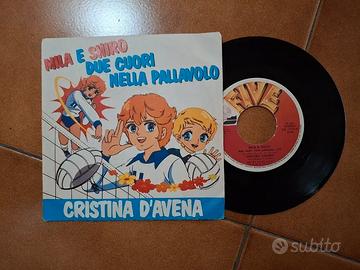 MILA E SHIRO
DUE CUORI
NELLA PALLAVOLO
CRISTINA D'AVENA
FIVE
subito